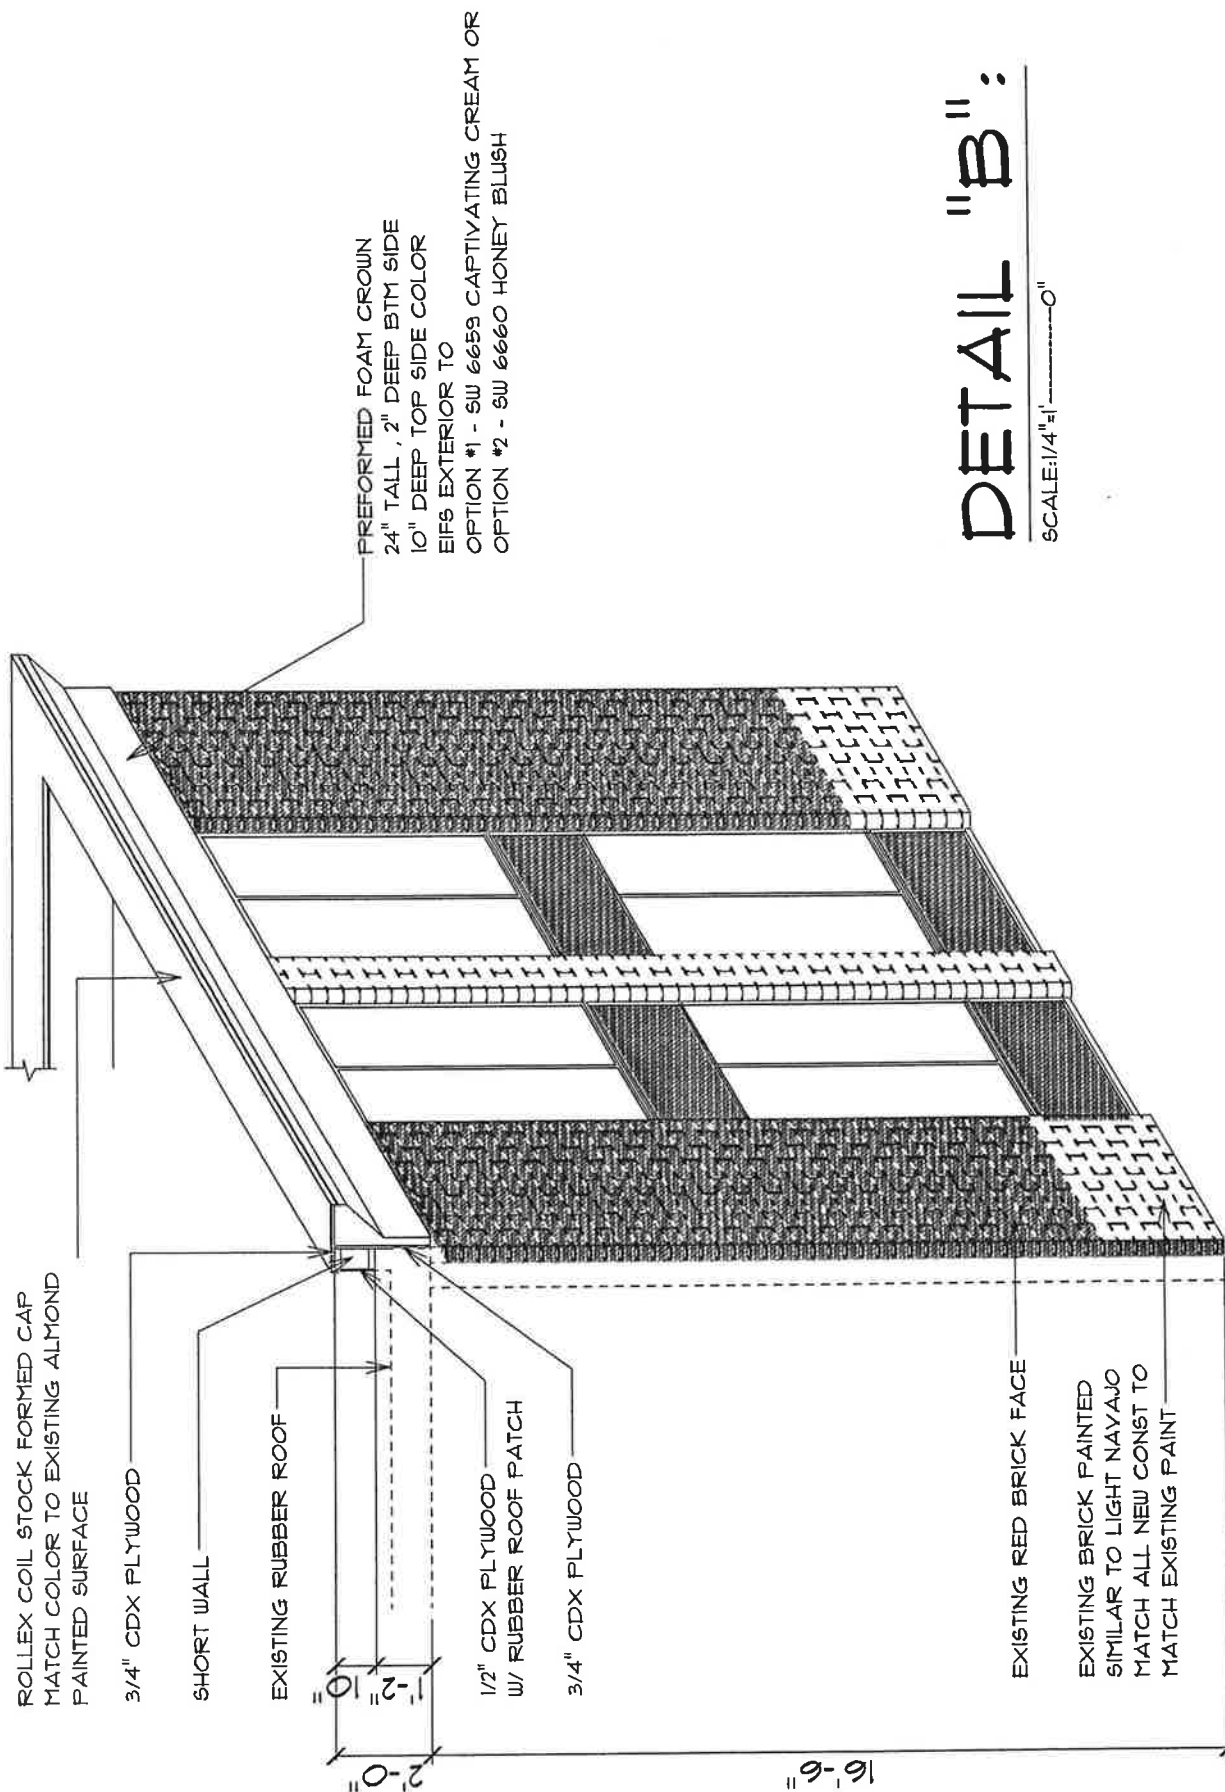 ROLLEX COIL STOCK FORMED CAP
MATCH COLOR TO EXISTING ALMOND
PAINTED SURFACE
3/4" CDX PLYWOOD
SHORT WALL
EXISTING RUBBER ROOF
10"
1'-2"
2'-0"
1/2" CDX PLYWOOD
W/ RUBBER ROOF PATCH
3/4" CDX PLYWOOD
16'-6"
EXISTING RED BRICK FACE
EXISTING BRICK PAINTED
SIMILAR TO LIGHT NAVAJO
MATCH ALL NEW CONST TO
MATCH EXISTING PAINT
PREFORMED FOAM CROWN
24" TALL , 2" DEEP BTM SIDE
10" DEEP TOP SIDE COLOR
EIFS EXTERIOR TO
OPTION #1 - SW 6659 CAPTIVATING CREAM OR
OPTION #2 - SW 6660 HONEY BLUSH
DETAIL "B":
SCALE:1/4"=1'----------0"